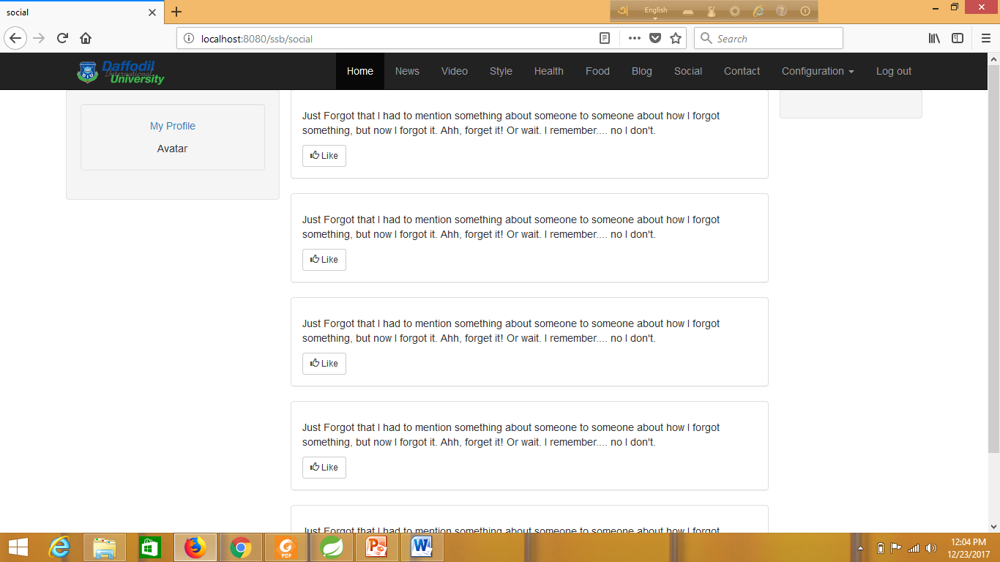 social
English
localhost:8080/ssb/social
Search
Daffodil
International
University
DIU
Home News Video Style Health Food Blog Social Contact Configuration Log out
My Profile
Avatar
Just Forgot that I had to mention something about someone to someone about how I forgot
something, but now I forgot it. Ahh, forget it! Or wait. I remember.... no I don't.
Like
Just Forgot that I had to mention something about someone to someone about how I forgot
something, but now I forgot it. Ahh, forget it! Or wait. I remember.... no I don't.
Like
Just Forgot that I had to mention something about someone to someone about how I forgot
something, but now I forgot it. Ahh, forget it! Or wait. I remember.... no I don't.
Like
Just Forgot that I had to mention something about someone to someone about how I forgot
something, but now I forgot it. Ahh, forget it! Or wait. I remember.... no I don't.
Like
Just Forgot that I had to mention something about someone to someone about how I forgot
PDF
12:04 PM
12/23/2017